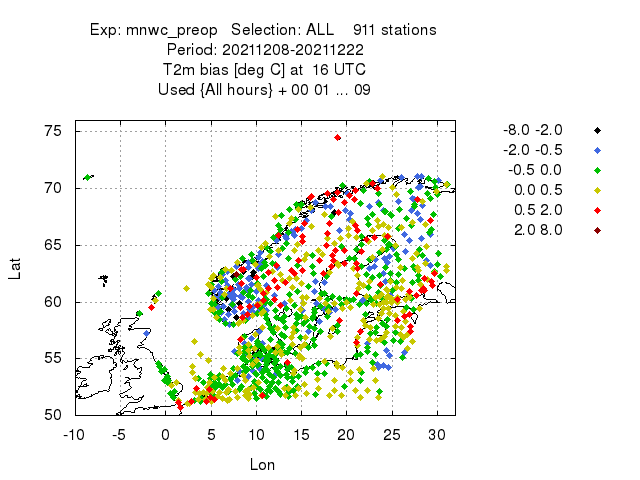 Exp: mnwc_preop   Selection: ALL    911 stations
Period: 20211208-20211222
T2m bias [deg C] at  16 UTC
Used {All hours} + 00 01 ... 09
75
70
65
60
55
50
-10 -5 0 5 10 15 20 25 30
Lat
Lon
-8.0 -2.0
-2.0 -0.5
-0.5 0.0
0.0 0.5
0.5 2.0
2.0 8.0